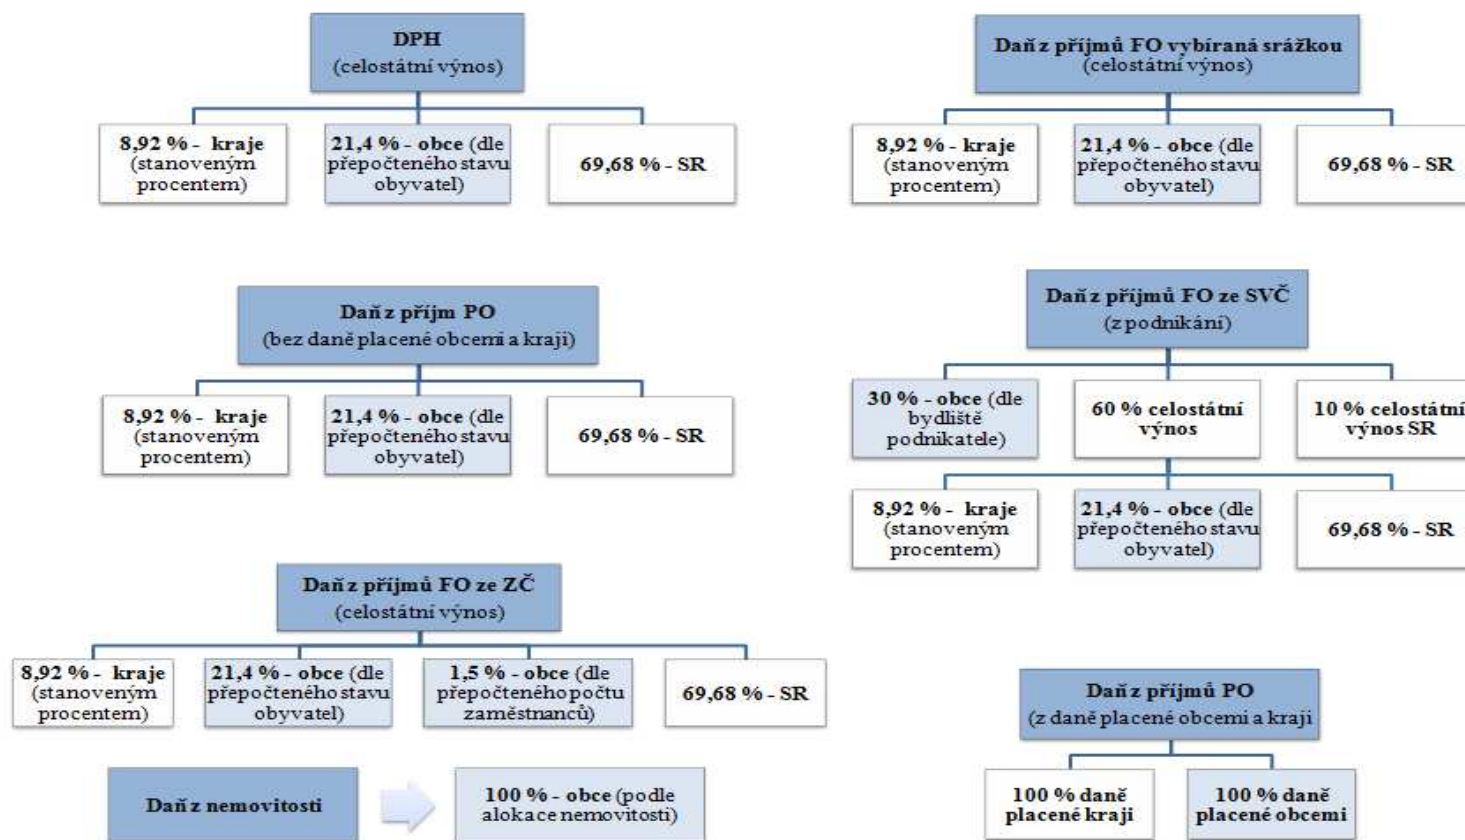 DPH
(celostátní výnos)
8,92 % - kraje
(stanoveným
procentem)
21,4 % - obce (dle
přepočteného stavu
obyvatel)
69,68 % - SR
Daň z příjmů FO vybíraná srážkou
(celostátní výnos)
8,92 % - kraje
(stanoveným
procentem)
21,4 % - obce (dle
přepočteného stavu
obyvatel)
69,68 % - SR
Daň z příjm PO
(bez daně placené obcemi a kraji)
8,92 % - kraje
(stanoveným
procentem)
21,4 % - obce (dle
přepočteného stavu
obyvatel)
69,68 % - SR
Daň z příjmů FO ze SVČ
(z podnikání)
30 % - obce (dle
bydliště
podnikatele)
60 % celostátní
výnos
10 % celostátní
výnos SR
8,92 % - kraje
(stanoveným
procentem)
21,4 % - obce (dle
přepočteného stavu
obyvatel)
69,68 % - SR
Daň z příjmů FO ze ZČ
(celostátní výnos)
8,92 % - kraje
(stanoveným
procentem)
21,4 % - obce (dle
přepočteného stavu
obyvatel)
1,5 % - obce (dle
přepočteného počtu
zaměstnanců)
69,68 % - SR
Daň z příjmů PO
(z daně placené obcemi a kraji
100 % daně
placené kraji
100 % daně
placené obcemi
Daň z nemovitosti
100 % - obce (podle
alokace nemovitosti)